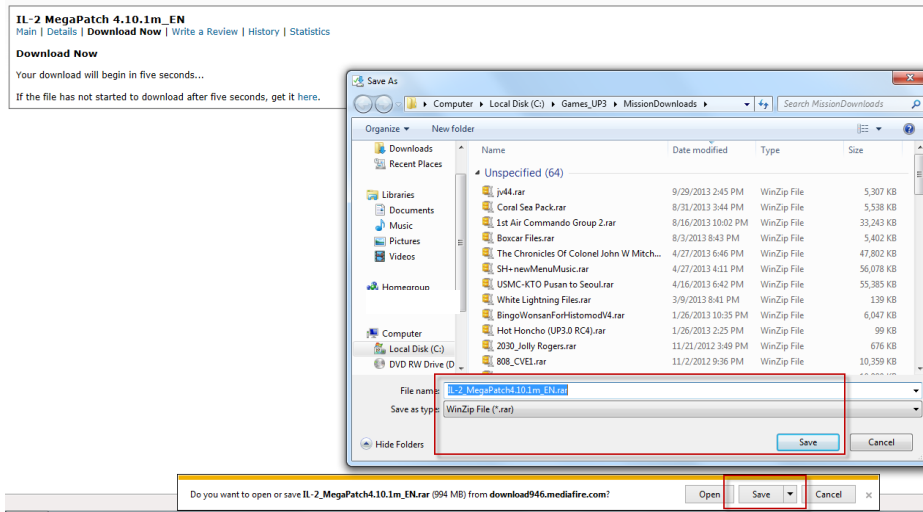 IL-2 MegaPatch 4.10.1m_EN
Main | Details | Download Now | Write a Review | History | Statistics
Download Now
Your download will begin in five seconds...
If the file has not started to download after five seconds, get it here.
Save As
Computer ▸ Local Disk (C:) ▸ Games_UP3 ▸ MissionDownloads ▸
Search MissionDownloads
Organize ▾ New folder
Downloads
Recent Places
Libraries
Documents
Music
Pictures
Videos
Homegroup
Computer
Local Disk (C:)
DVD RW Drive (D
Name Date modified Type Size
Unspecified (64)
jv44.rar 9/29/2013 2:45 PM WinZip File 5,307 KB
Coral Sea Pack.rar 8/31/2013 3:44 PM WinZip File 5,538 KB
1st Air Commando Group 2.rar 8/16/2013 10:02 PM WinZip File 33,243 KB
Boxcar Files.rar 8/3/2013 8:43 PM WinZip File 5,402 KB
The Chronicles Of Colonel John W Mitch... 4/27/2013 6:46 PM WinZip File 47,802 KB
SH+newMenuMusic.rar 4/27/2013 4:11 PM WinZip File 56,078 KB
USMC-KTO Pusan to Seoul.rar 4/16/2013 6:42 PM WinZip File 55,385 KB
White Lightning Files.rar 3/9/2013 8:41 PM WinZip File 139 KB
BingoWonsanForHistomodV4.rar 1/26/2013 10:35 PM WinZip File 6,047 KB
Hot Honcho (UP3.0 RC4).rar 1/26/2013 2:25 PM WinZip File 99 KB
2030_Jolly Rogers.rar 11/21/2012 3:49 PM WinZip File 676 KB
808_CVE1.rar 11/2/2012 9:36 PM WinZip File 10,359 KB
File name: IL-2_MegaPatch4.10.1m_EN.rar
Save as type: WinZip File (*.rar)
Hide Folders
Save Cancel
Do you want to open or save IL-2_MegaPatch4.10.1m_EN.rar (994 MB) from download946.mediafire.com?
Open Save Cancel